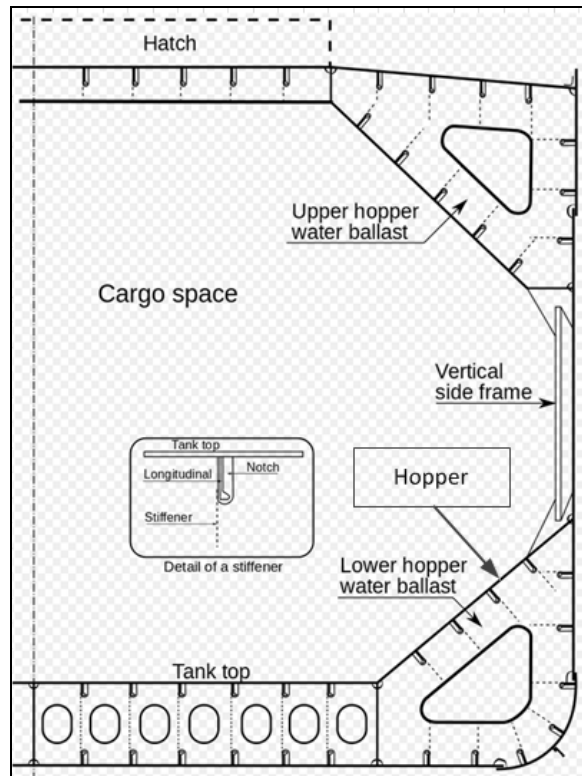 Hatch
Upper hopper
water ballast
Cargo space
Vertical
side frame
Tank top
Longitudinal
Notch
Stiffener
Detail of a stiffener
Hopper
Lower hopper
water ballast
Tank top